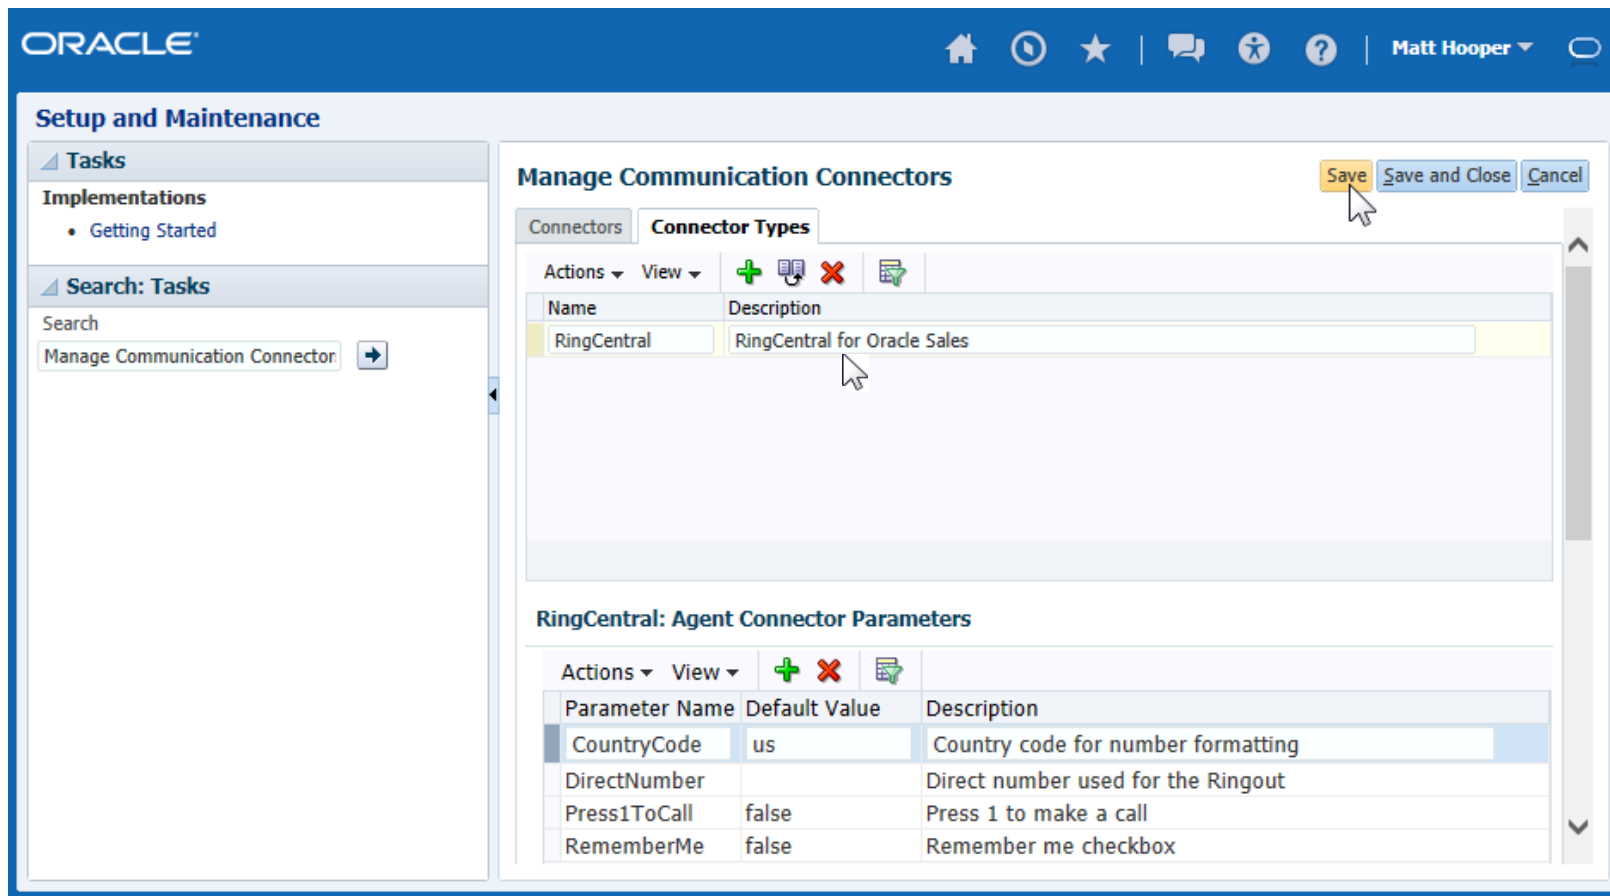 ORACLE
Matt Hooper
Setup and Maintenance
Tasks
Implementations
Getting Started
Search: Tasks
Search
Manage Communication Connector
Manage Communication Connectors
Save
Save and Close
Cancel
Connectors
Connector Types
Actions
View
Name
Description
RingCentral
RingCentral for Oracle Sales
RingCentral: Agent Connector Parameters
Actions
View
Parameter Name
Default Value
Description
CountryCode
us
Country code for number formatting
DirectNumber
Direct number used for the Ringout
Press1ToCall
false
Press 1 to make a call
RememberMe
false
Remember me checkbox